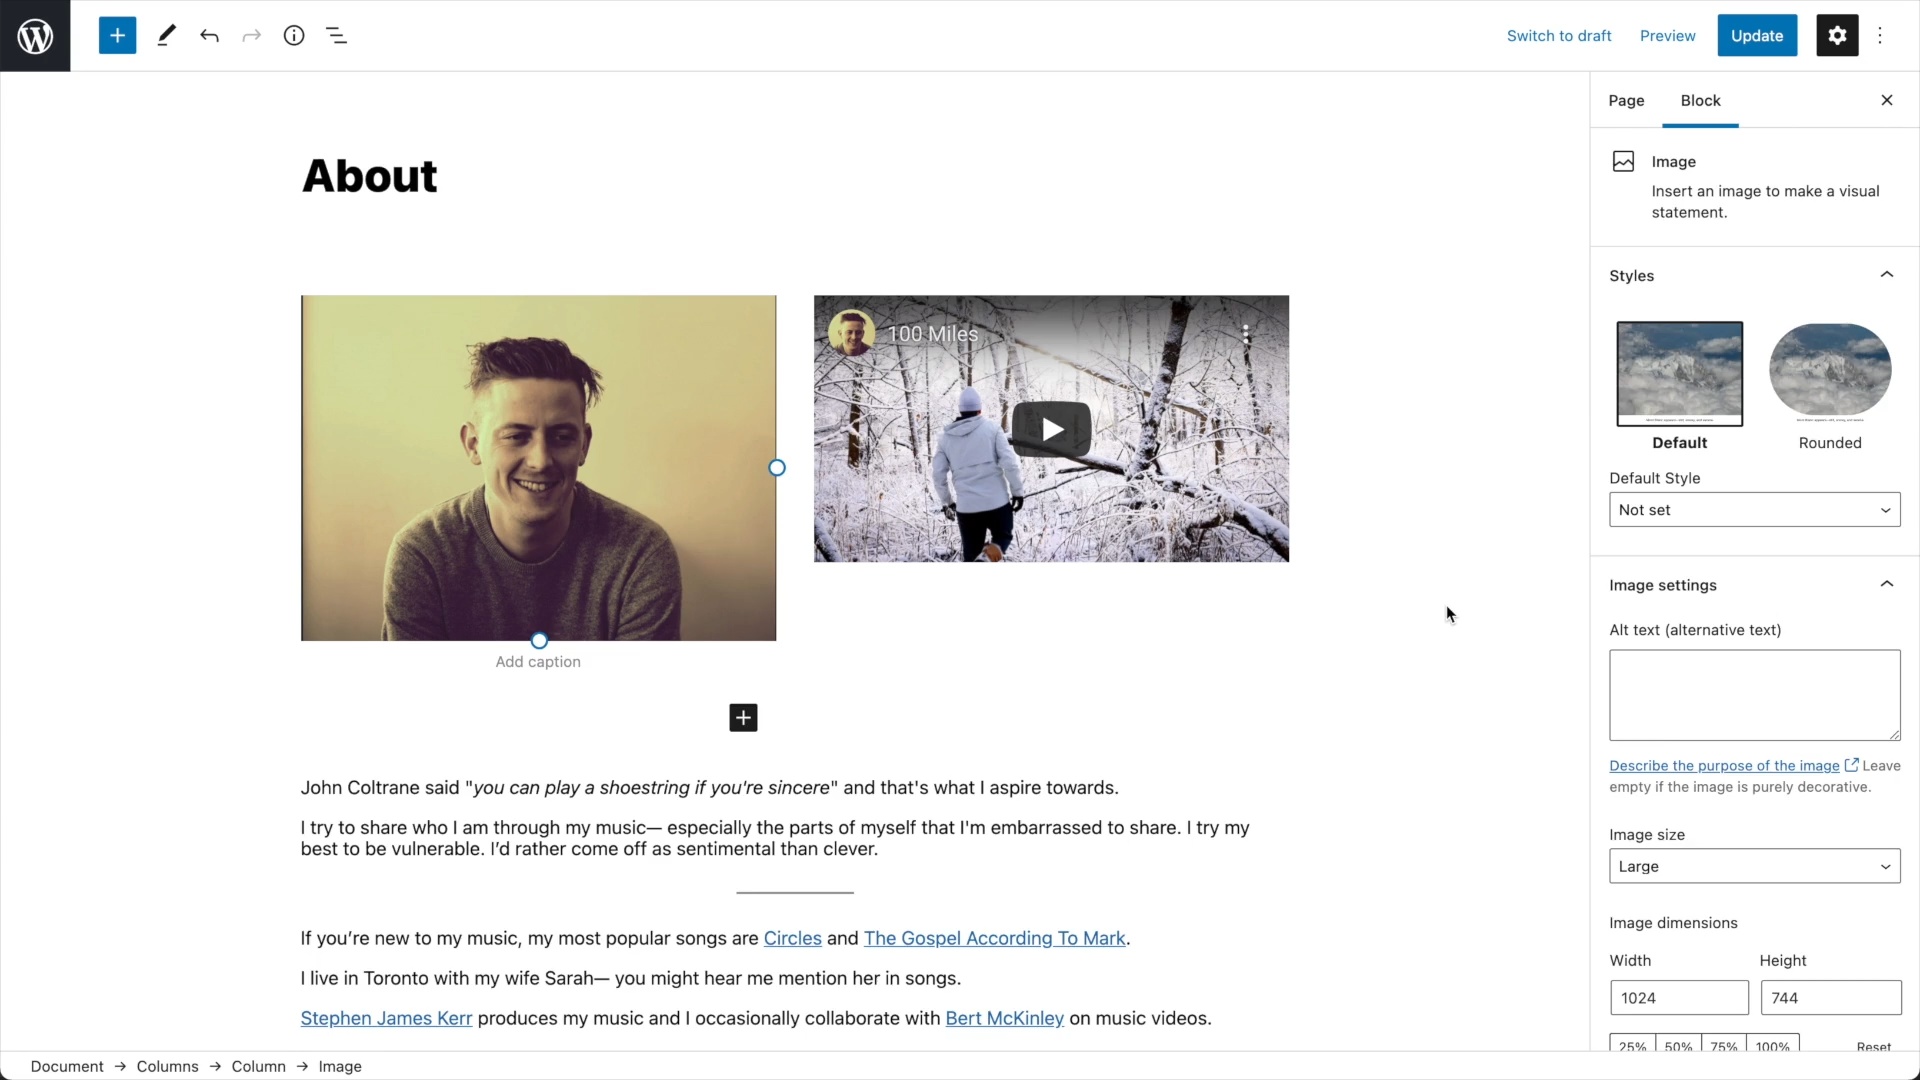 Switch to draft
Preview
Update
Page
Block
Image
Insert an image to make a visual
statement.
Styles
Default
Rounded
Default Style
Not set
Image settings
Alt text (alternative text)
Describe the purpose of the image Leave
empty if the image is purely decorative.
Image size
Large
Image dimensions
Width
Height
1024
744
25%
50%
75%
100%
Reset
About
100 Miles
Add caption
John Coltrane said "you can play a shoestring if you're sincere" and that's what I aspire towards.
I try to share who I am through my music— especially the parts of myself that I'm embarrassed to share. I try my
best to be vulnerable. I’d rather come off as sentimental than clever.
If you’re new to my music, my most popular songs are Circles and The Gospel According To Mark.
I live in Toronto with my wife Sarah— you might hear me mention her in songs.
Stephen James Kerr produces my music and I occasionally collaborate with Bert McKinley on music videos.
Document → Columns → Column → Image